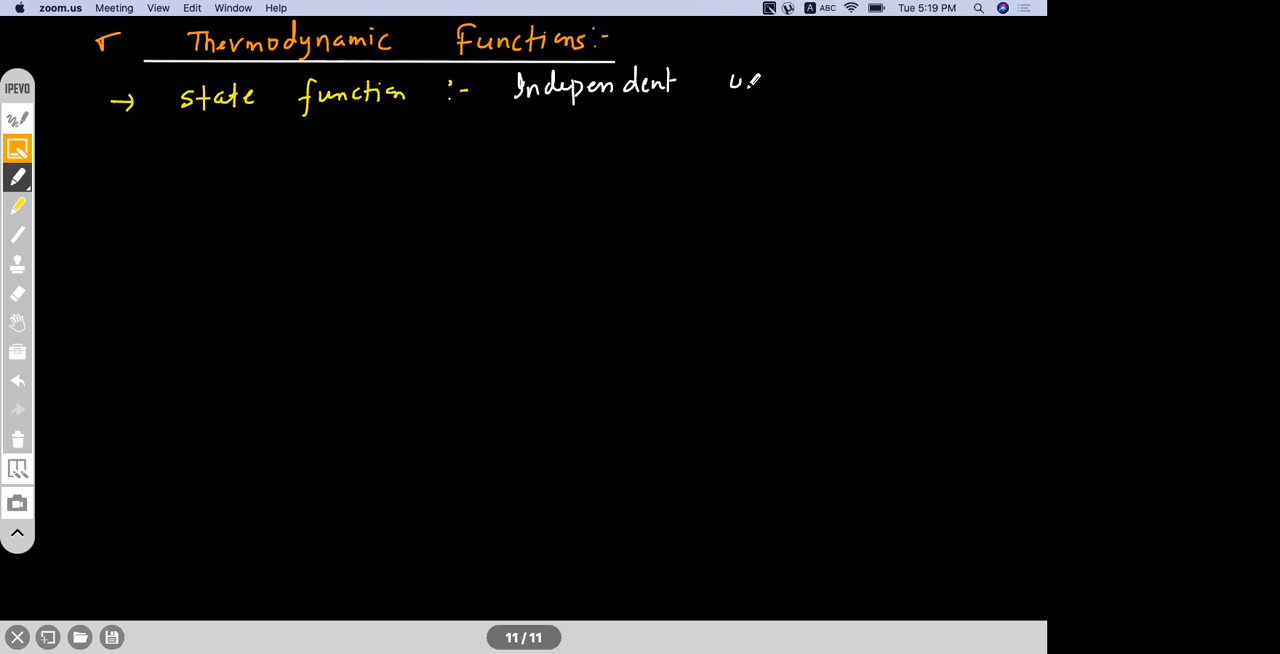 zoom.us Meeting View Edit Window Help A ABC Tue 5:19 PM
Thermodynamic Functions:-
→ state function :- Independent
IPEVO
11/11